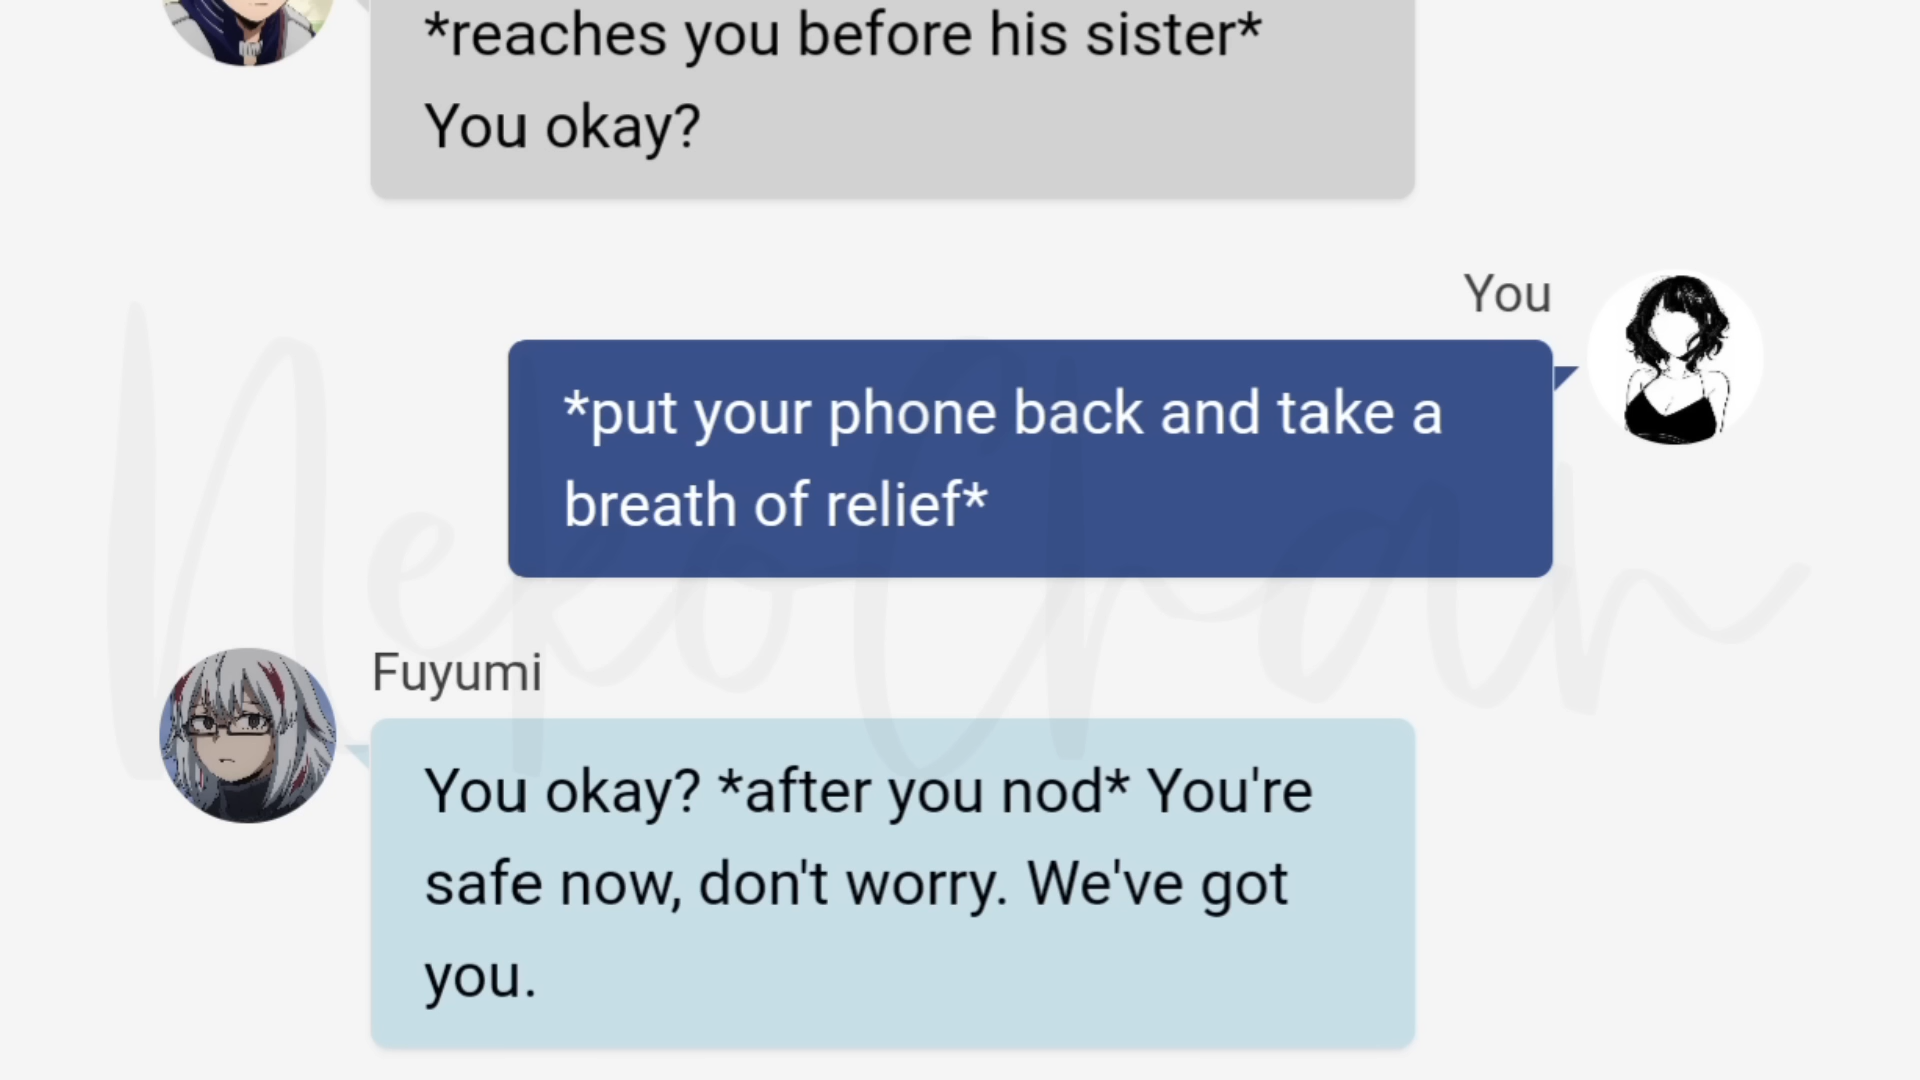 *reaches you before his sister*
You okay?
You
*put your phone back and take a
breath of relief*
NekoChan
Fuyumi
You okay? *after you nod* You're
safe now, don't worry. We've got
you.